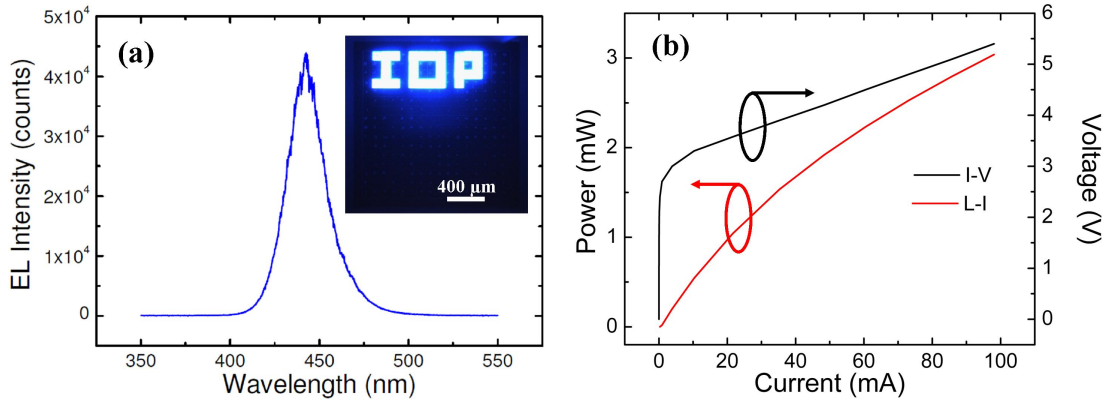 (a)
IOP
400 μm
EL Intensity (counts)
5x10⁴
4x10⁴
3x10⁴
2x10⁴
1x10⁴
0
350 400 450 500 550
Wavelength (nm)
(b)
Power (mW)
3
2
1
0
Voltage (V)
6
5
4
3
2
1
0
I-V
L-I
0 20 40 60 80 100
Current (mA)